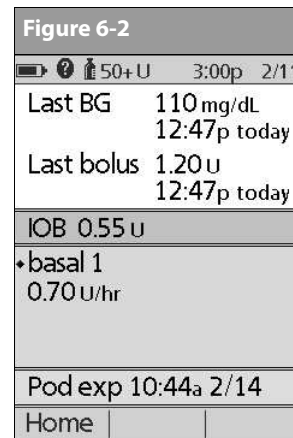 Figure 6-2
50+ U 3:00p 2/11
Last BG 110 mg/dL
12:47p today
Last bolus 1.20 U
12:47p today
IOB 0.55 U
basal 1
0.70 U/hr
Pod exp 10:44a 2/14
Home